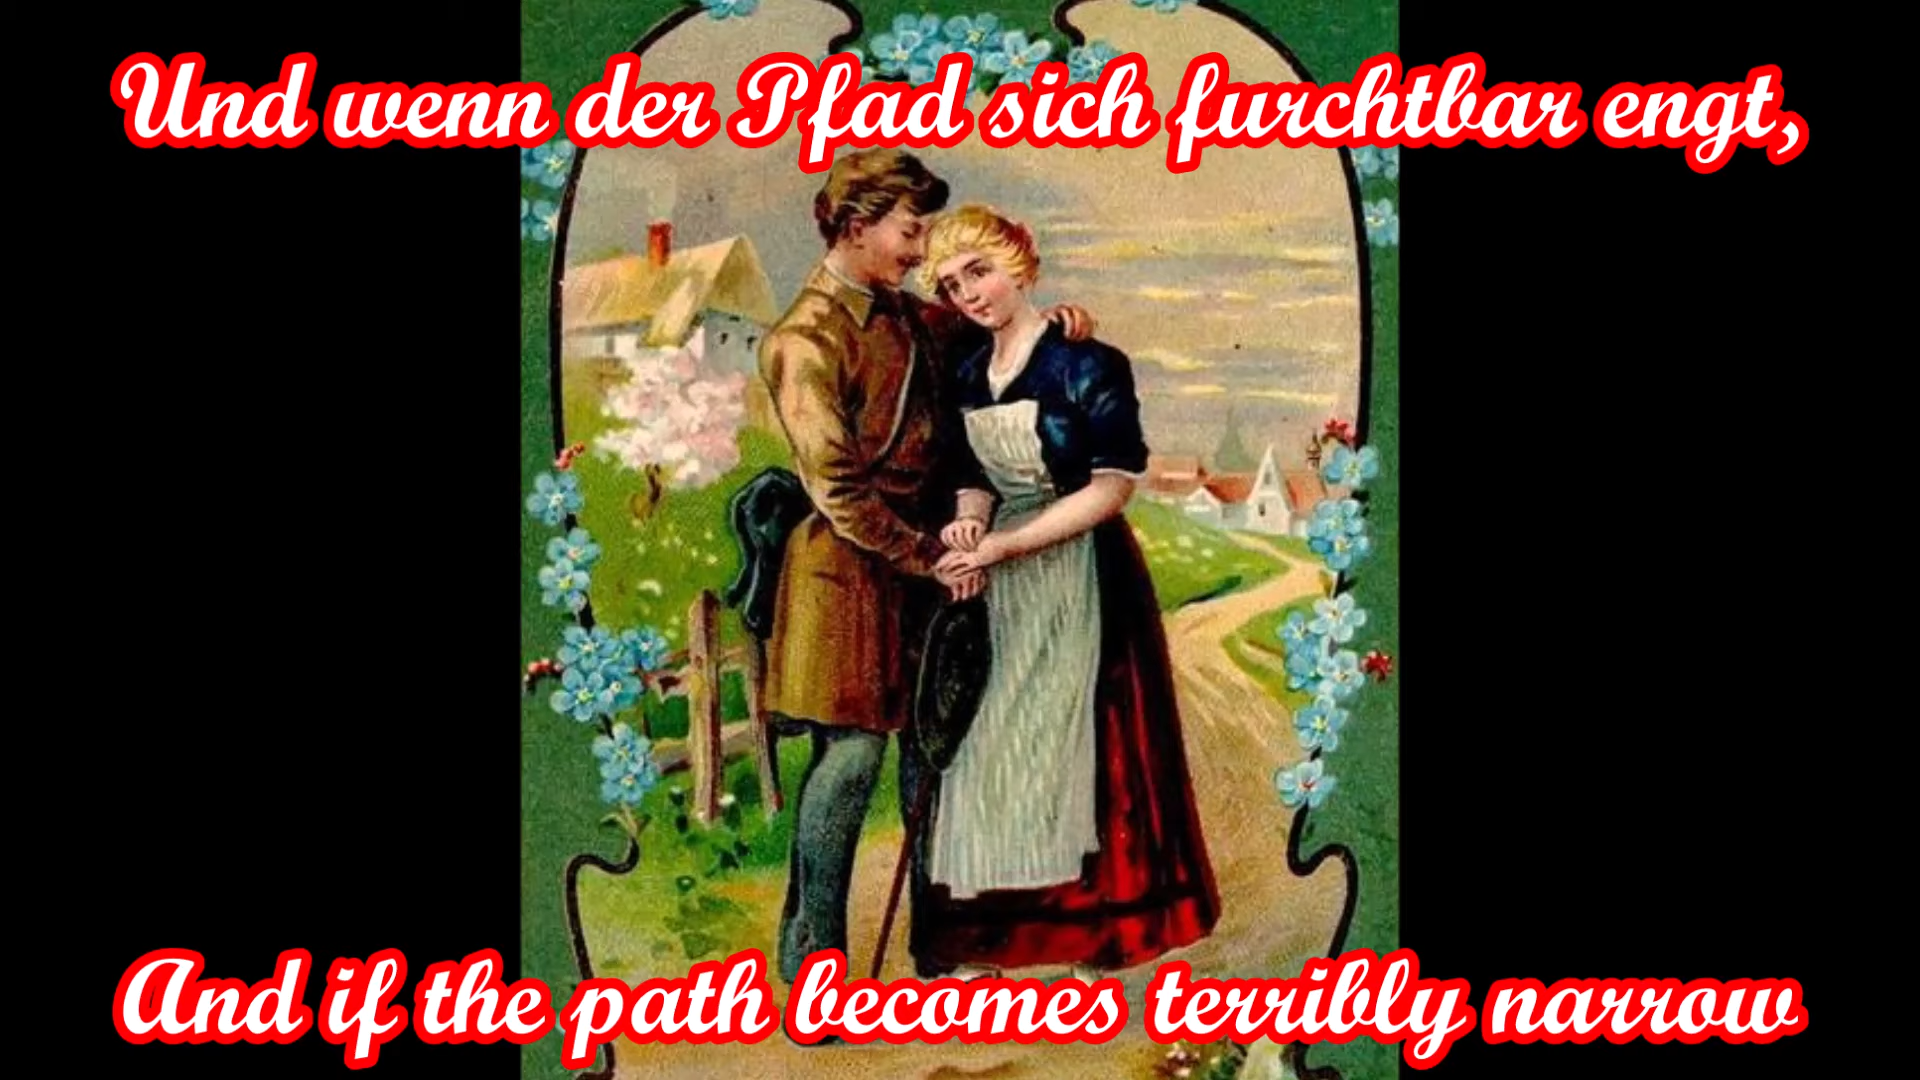 Und wenn der Pfad sich furchtbar engt,
And if the path becomes terribly narrow